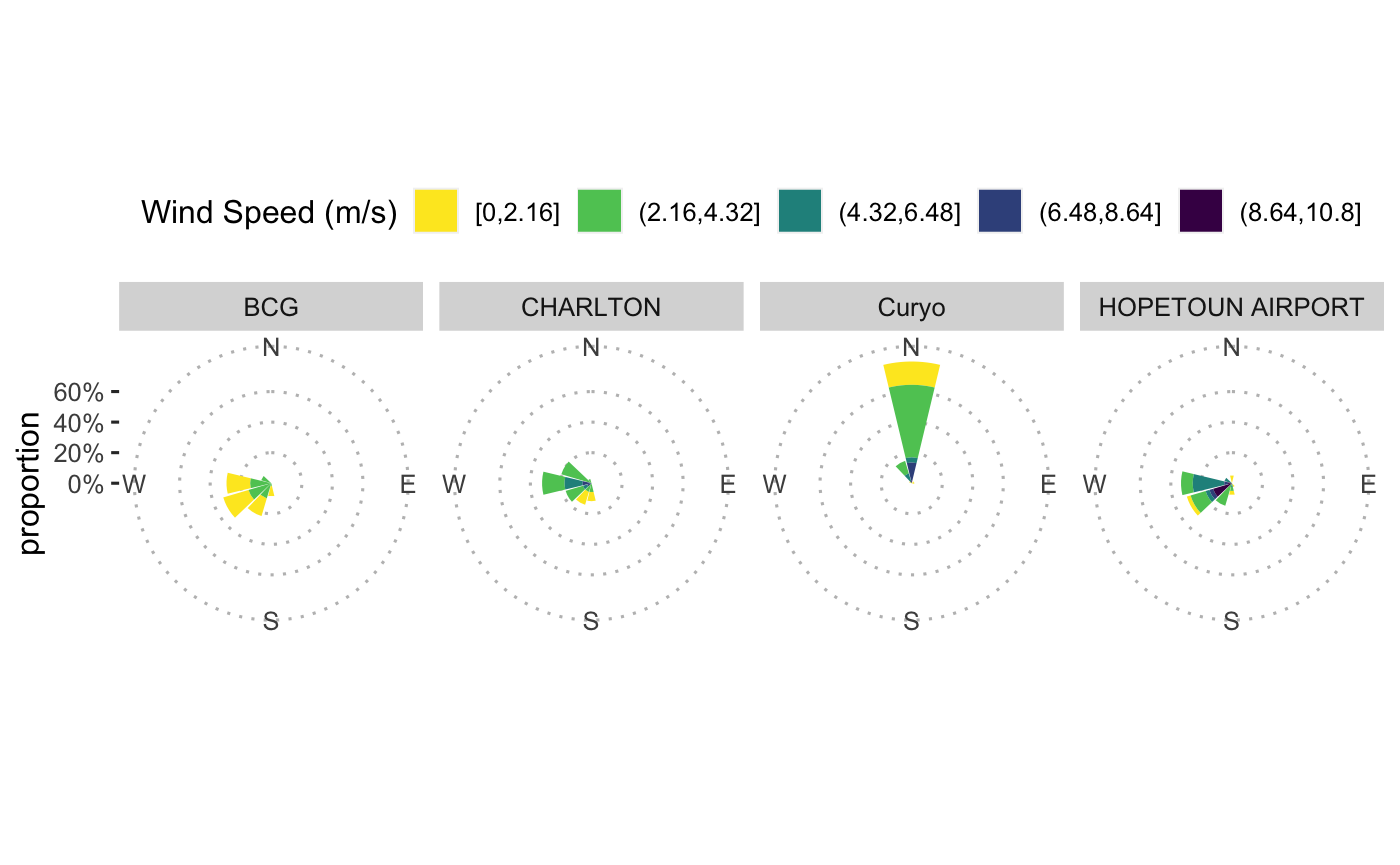 Wind Speed (m/s) [0,2.16] (2.16,4.32] (4.32,6.48] (6.48,8.64] (8.64,10.8]
BCG CHARLTON Curyo HOPETOUN AIRPORT
N N N N
60%
40%
20%
0% W E W E W E W E
proportion
S S S S